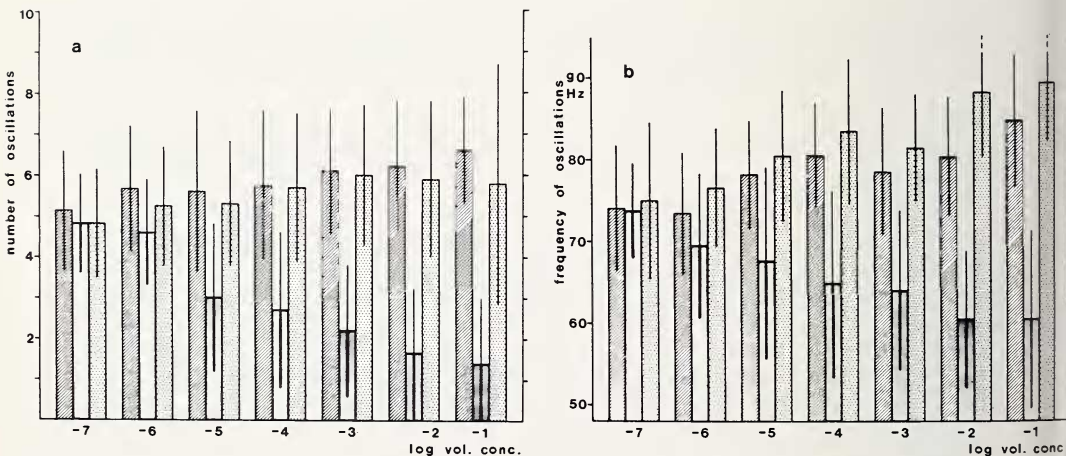 a
number of oscillations
10
8
6
4
2
-7 -6 -5 -4 -3 -2 -1
log vol. conc.
b
frequency of oscillations
90
Hz
80
70
60
50
-7 -6 -5 -4 -3 -2 -1
log vol. conc